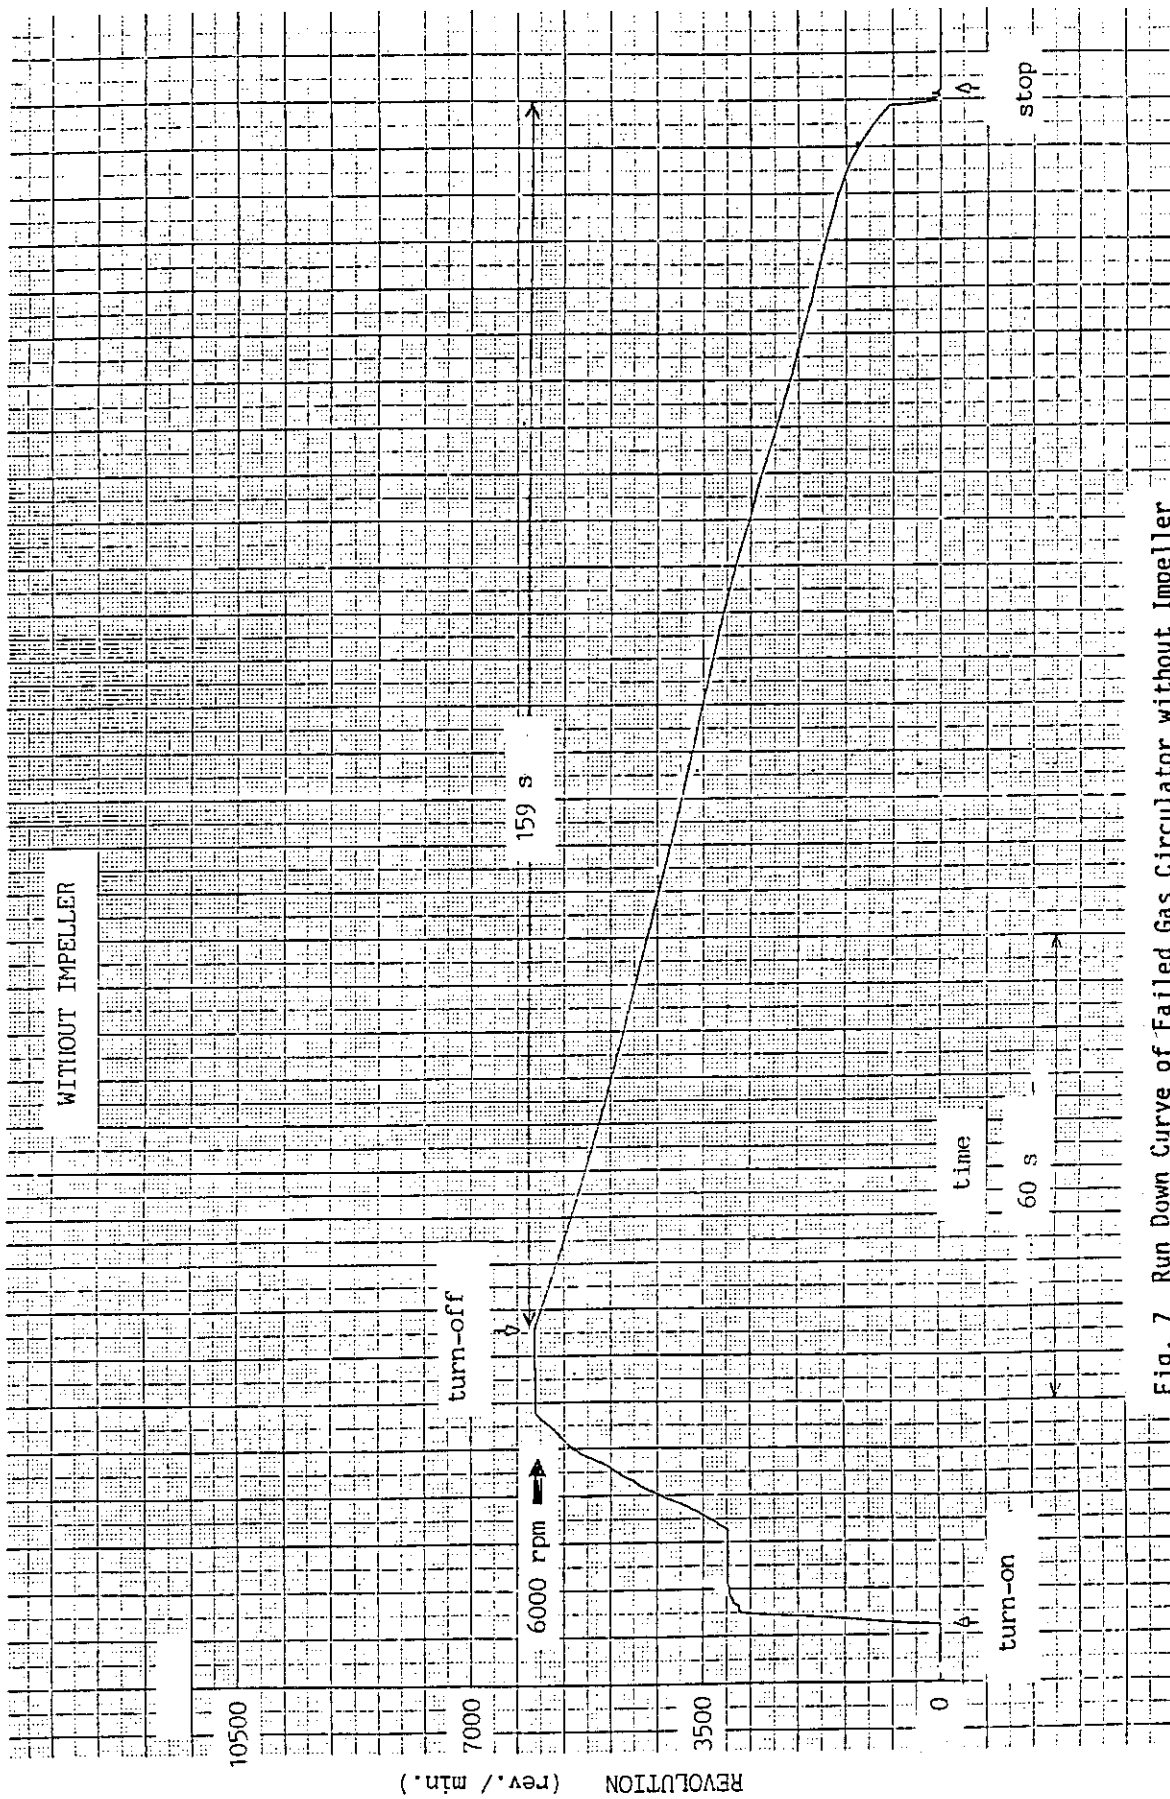 WITHOUT IMPELLER
REVOLUTION (rev./min.)
10500
7000
3500
0
6000 rpm
turn-off
159 s
turn-on
time
60 s
stop
Fig. 7 Run Down Curve of Failed Gas Circulator without Impeller